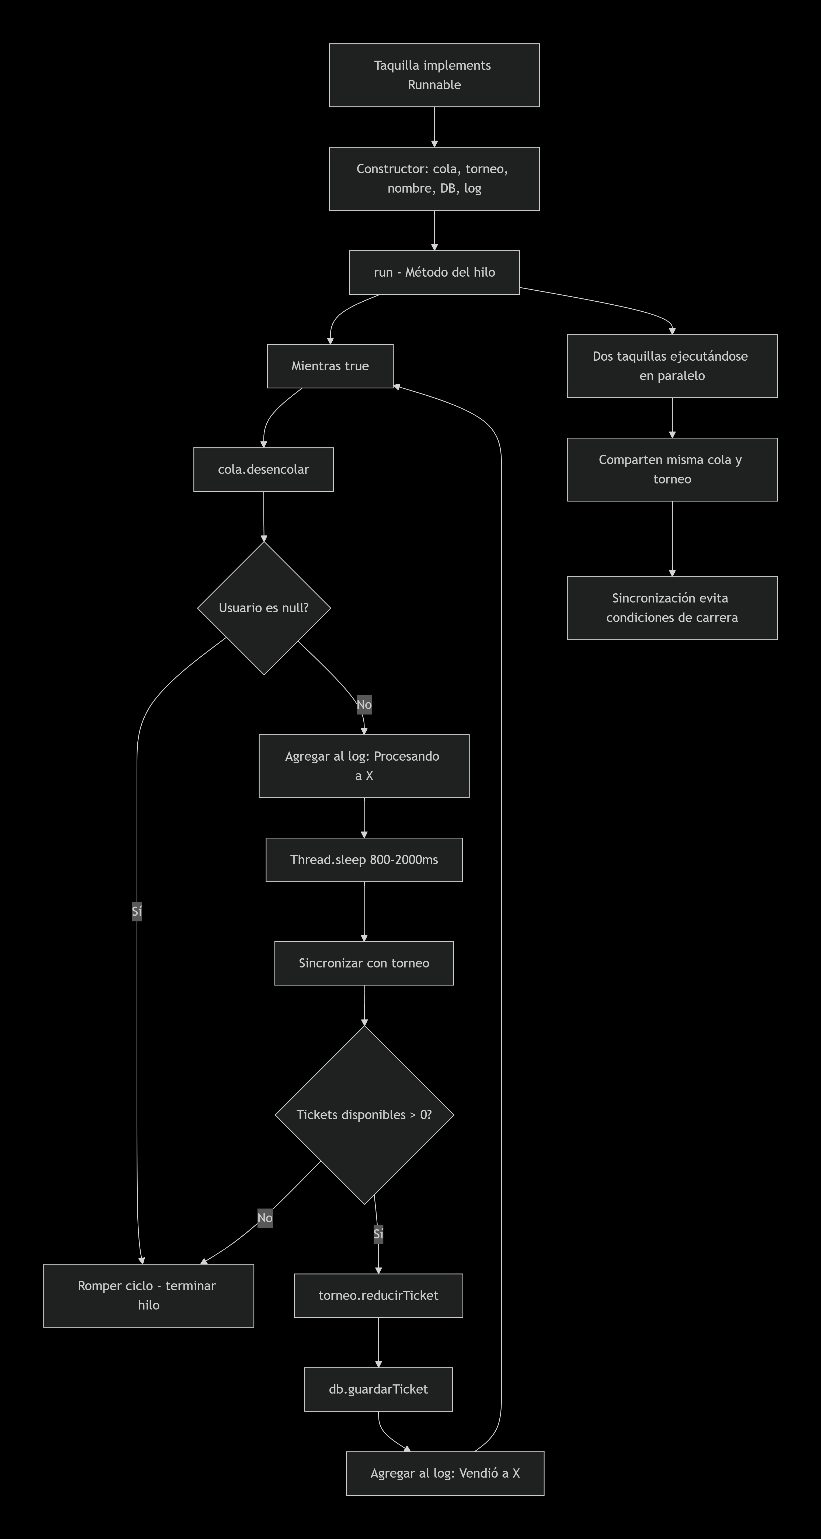 Taquilla implements
Runnable
Constructor: cola, torneo,
nombre, DB, log
run - Método del hilo
Mientras true
Dos taquillas ejecutándose
en paralelo
cola.desencolar
Comparten misma cola y
torneo
Usuario es null?
Sincronización evita
condiciones de carrera
No
Agregar al log: Procesando
a X
Thread.sleep 800-2000ms
Sí
Sincronizar con torneo
Tickets disponibles > 0?
No
Sí
Romper ciclo - terminar
hilo
torneo.reducirTicket
db.guardarTicket
Agregar al log: Vendió a X